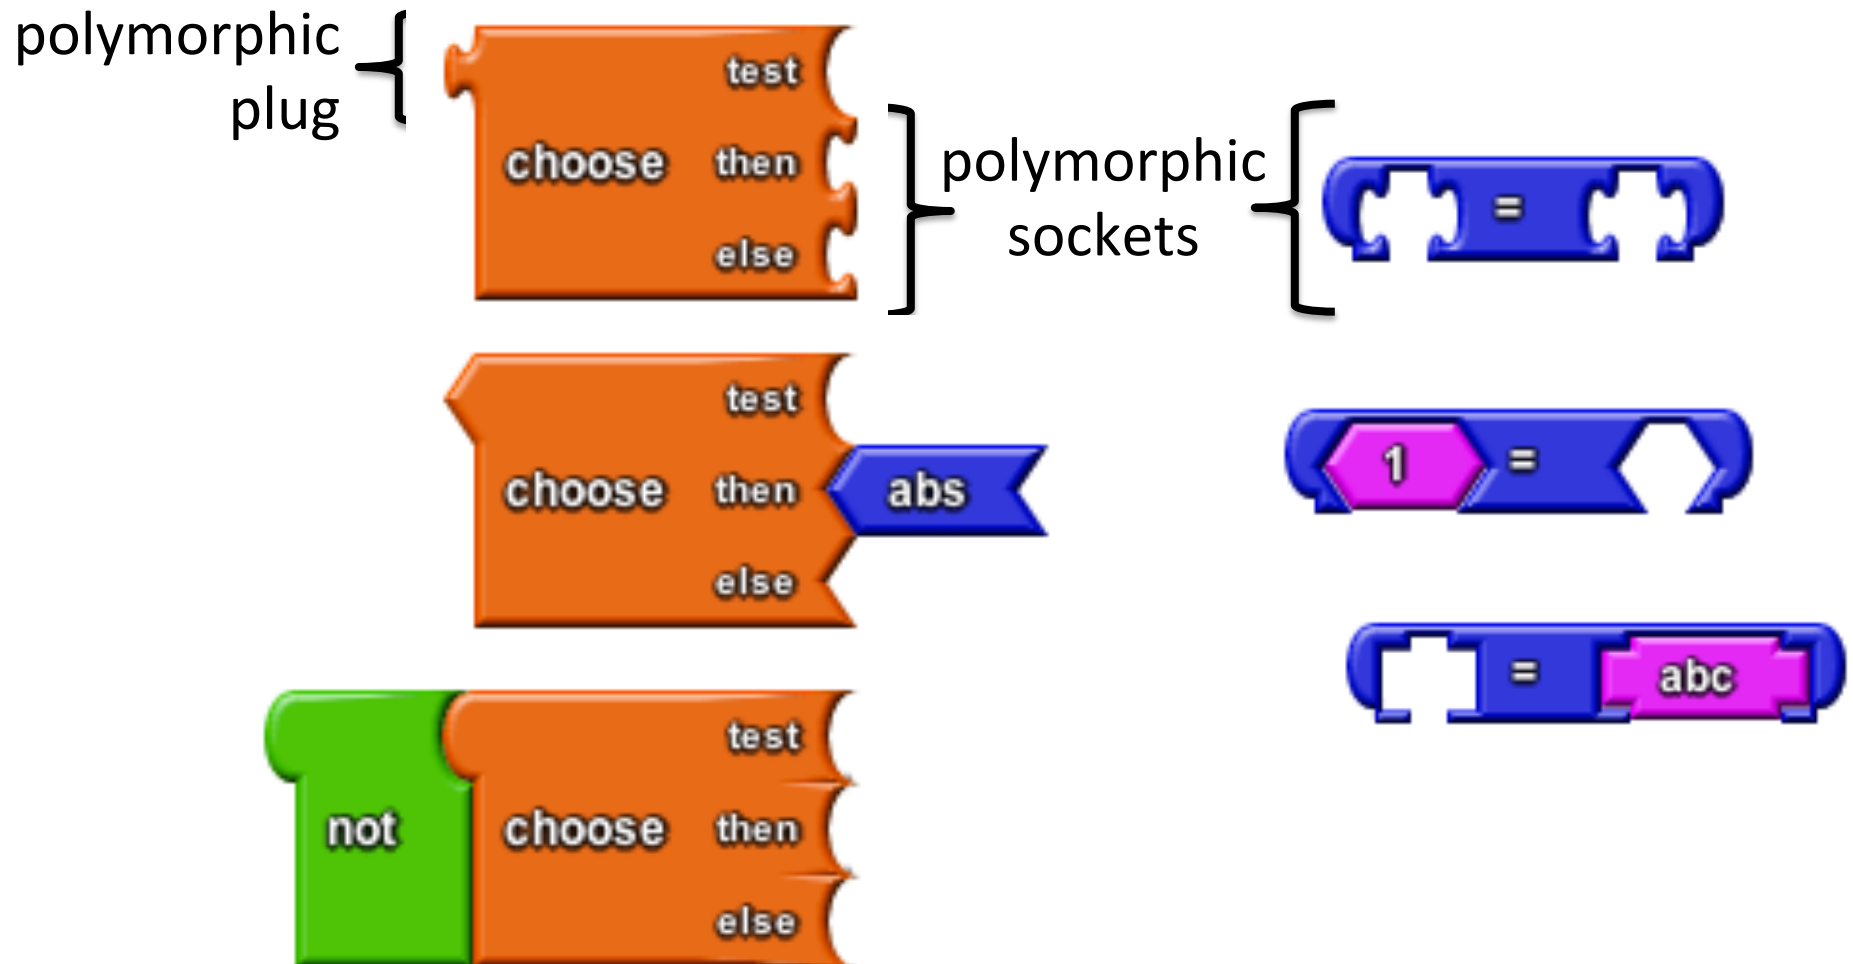 polymorphic
plug
test
choose then
else
polymorphic
sockets
=
test
choose then abs
else
1 =
= abc
test
not choose then
else